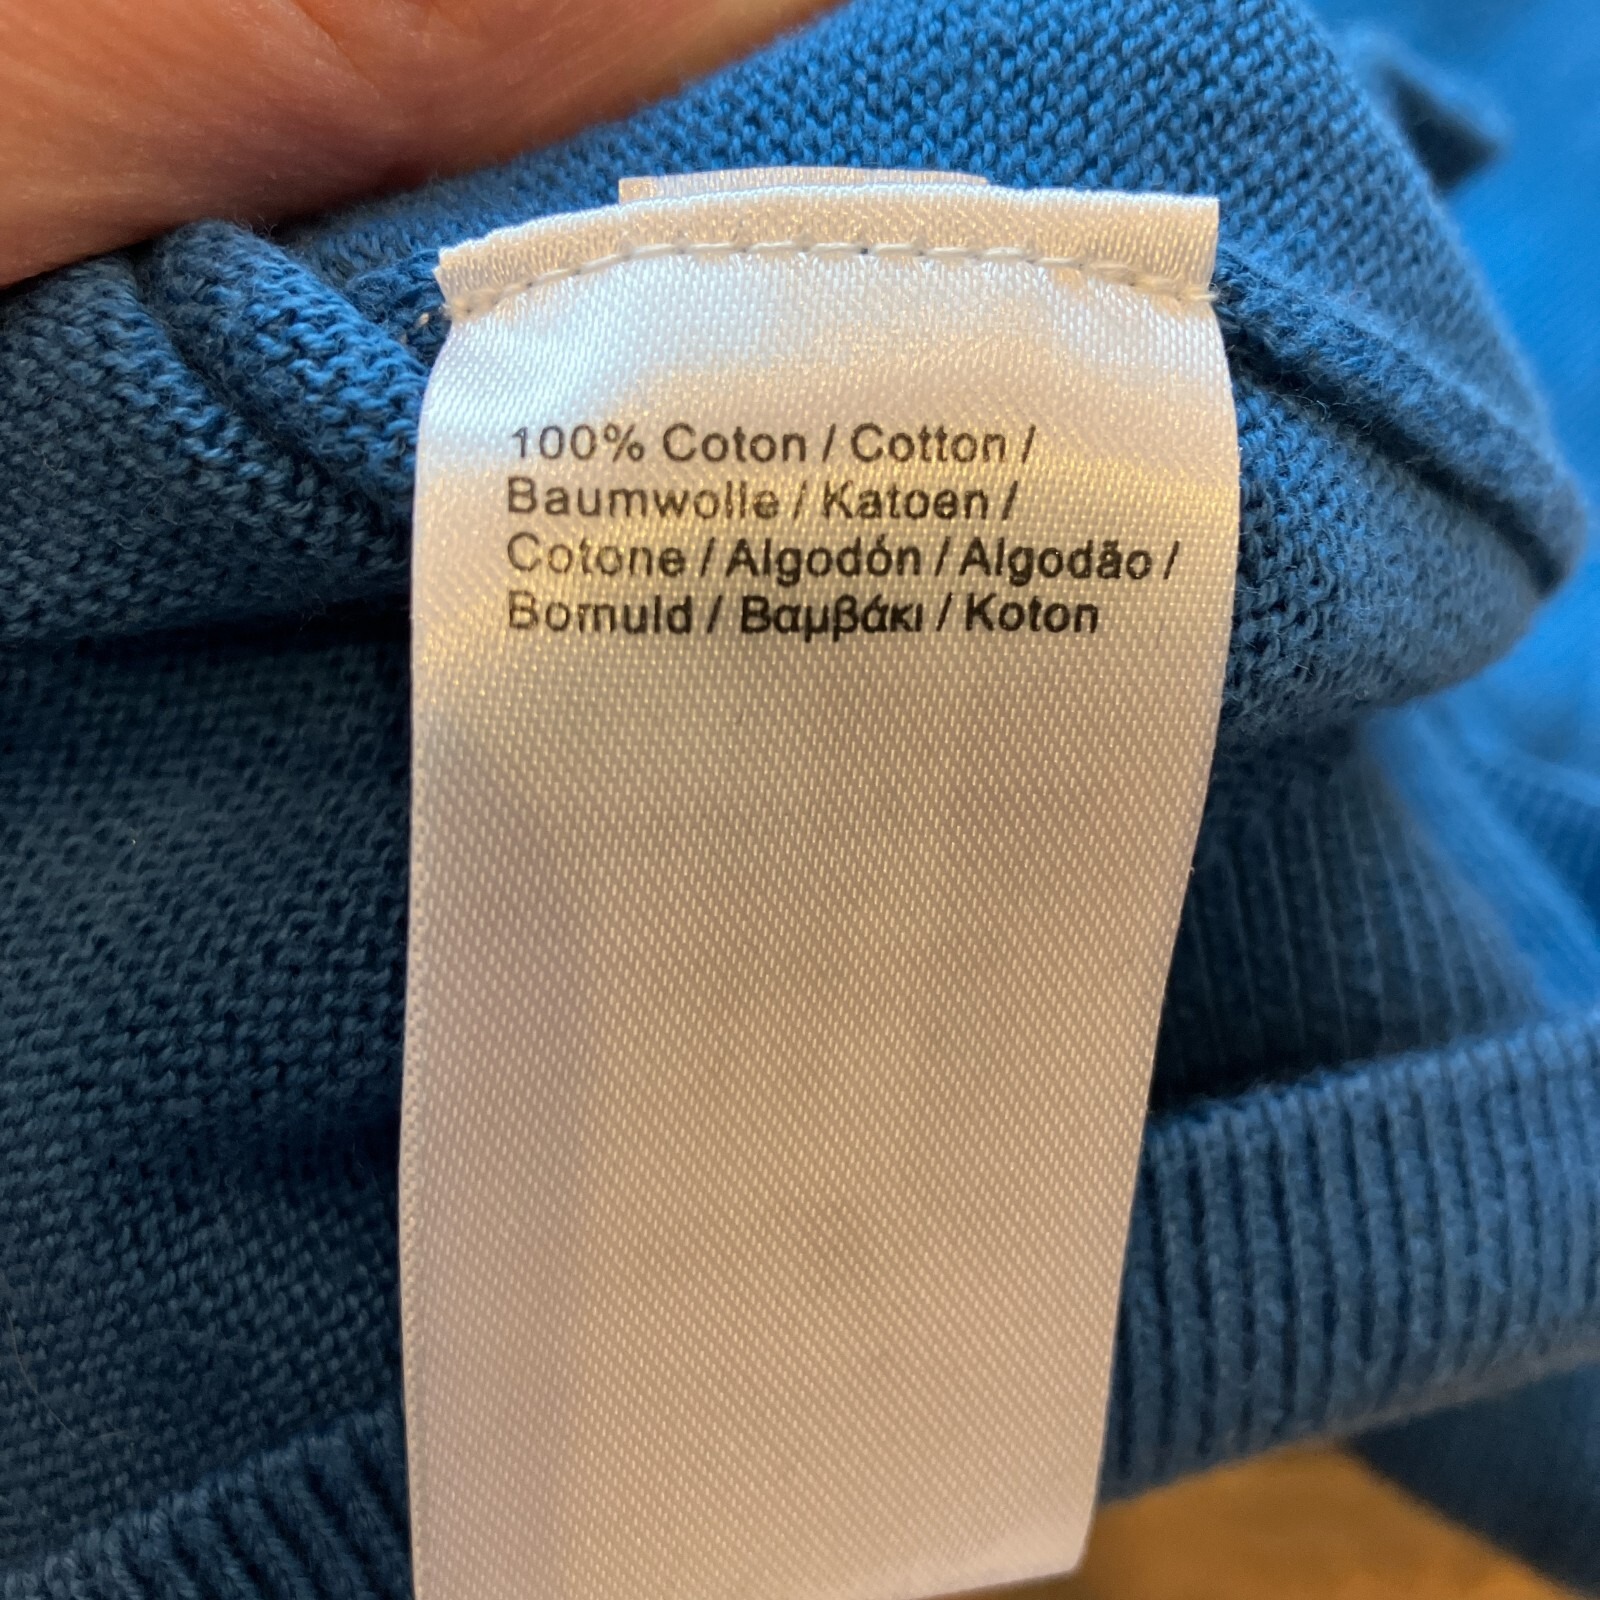 100% Coton / Cotton /
Baumwolle / Katoen /
Cotone / Algodón / Algodão /
Bomuld / Βαμβάκι / Koton